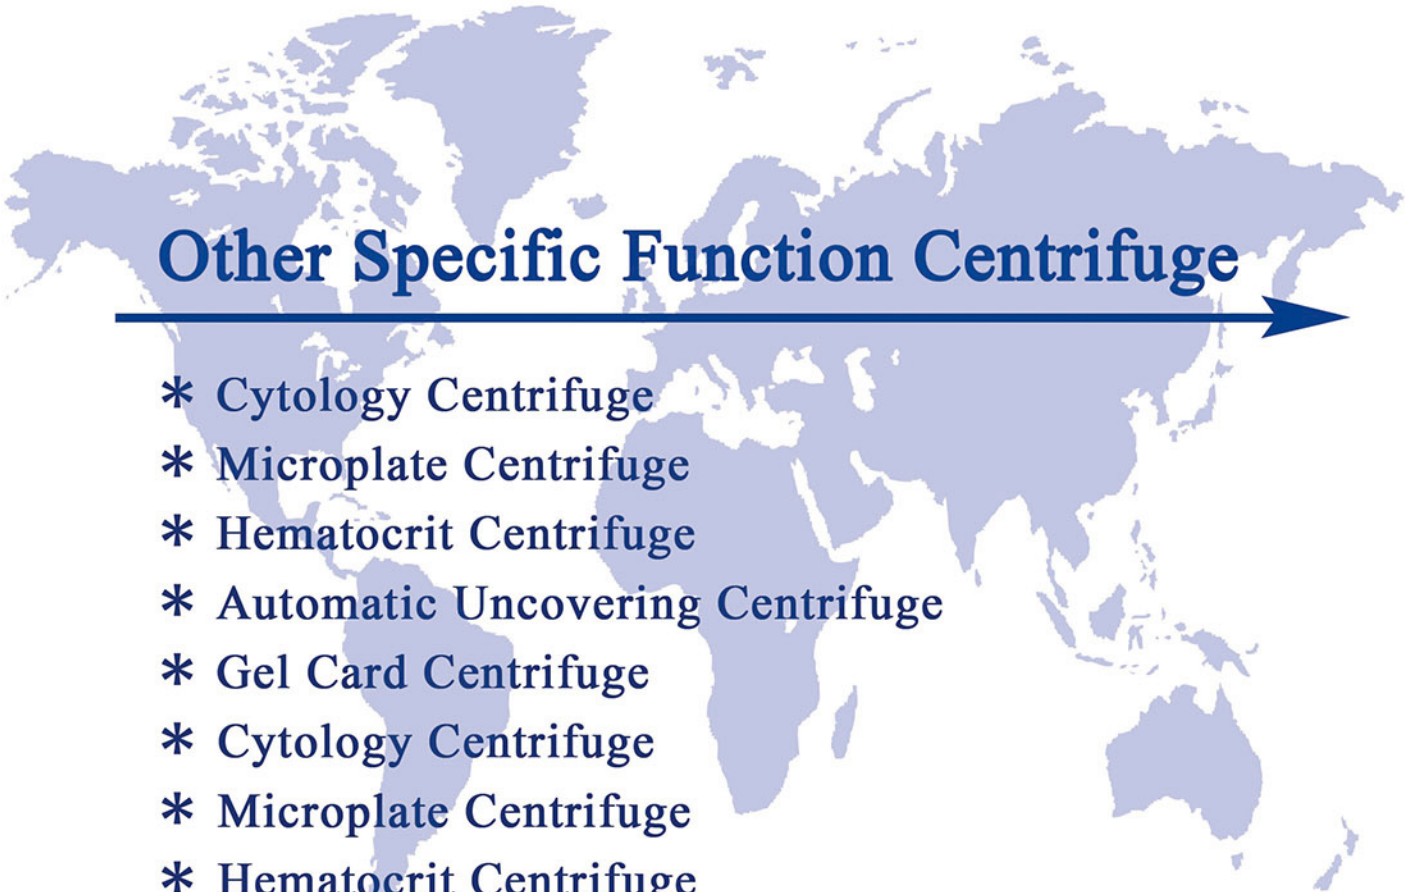 Other Specific Function Centrifuge
* Cytology Centrifuge
* Microplate Centrifuge
* Hematocrit Centrifuge
* Automatic Uncovering Centrifuge
* Gel Card Centrifuge
* Cytology Centrifuge
* Microplate Centrifuge
* Hematocrit Centrifuge